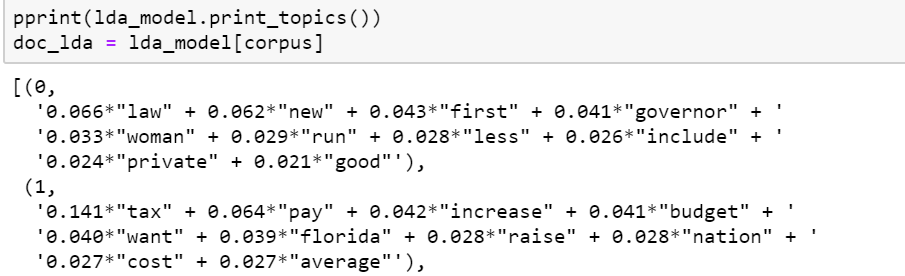 pprint(lda_model.print_topics())
doc_lda = lda_model[corpus]
[(0,
'0.066*"law" + 0.062*"new" + 0.043*"first" + 0.041*"governor" + '
'0.033*"woman" + 0.029*"run" + 0.028*"less" + 0.026*"include" + '
'0.024*"private" + 0.021*"good"'),
(1,
'0.141*"tax" + 0.064*"pay" + 0.042*"increase" + 0.041*"budget" + '
'0.040*"want" + 0.039*"florida" + 0.028*"raise" + 0.028*"nation" + '
'0.027*"cost" + 0.027*"average"'),